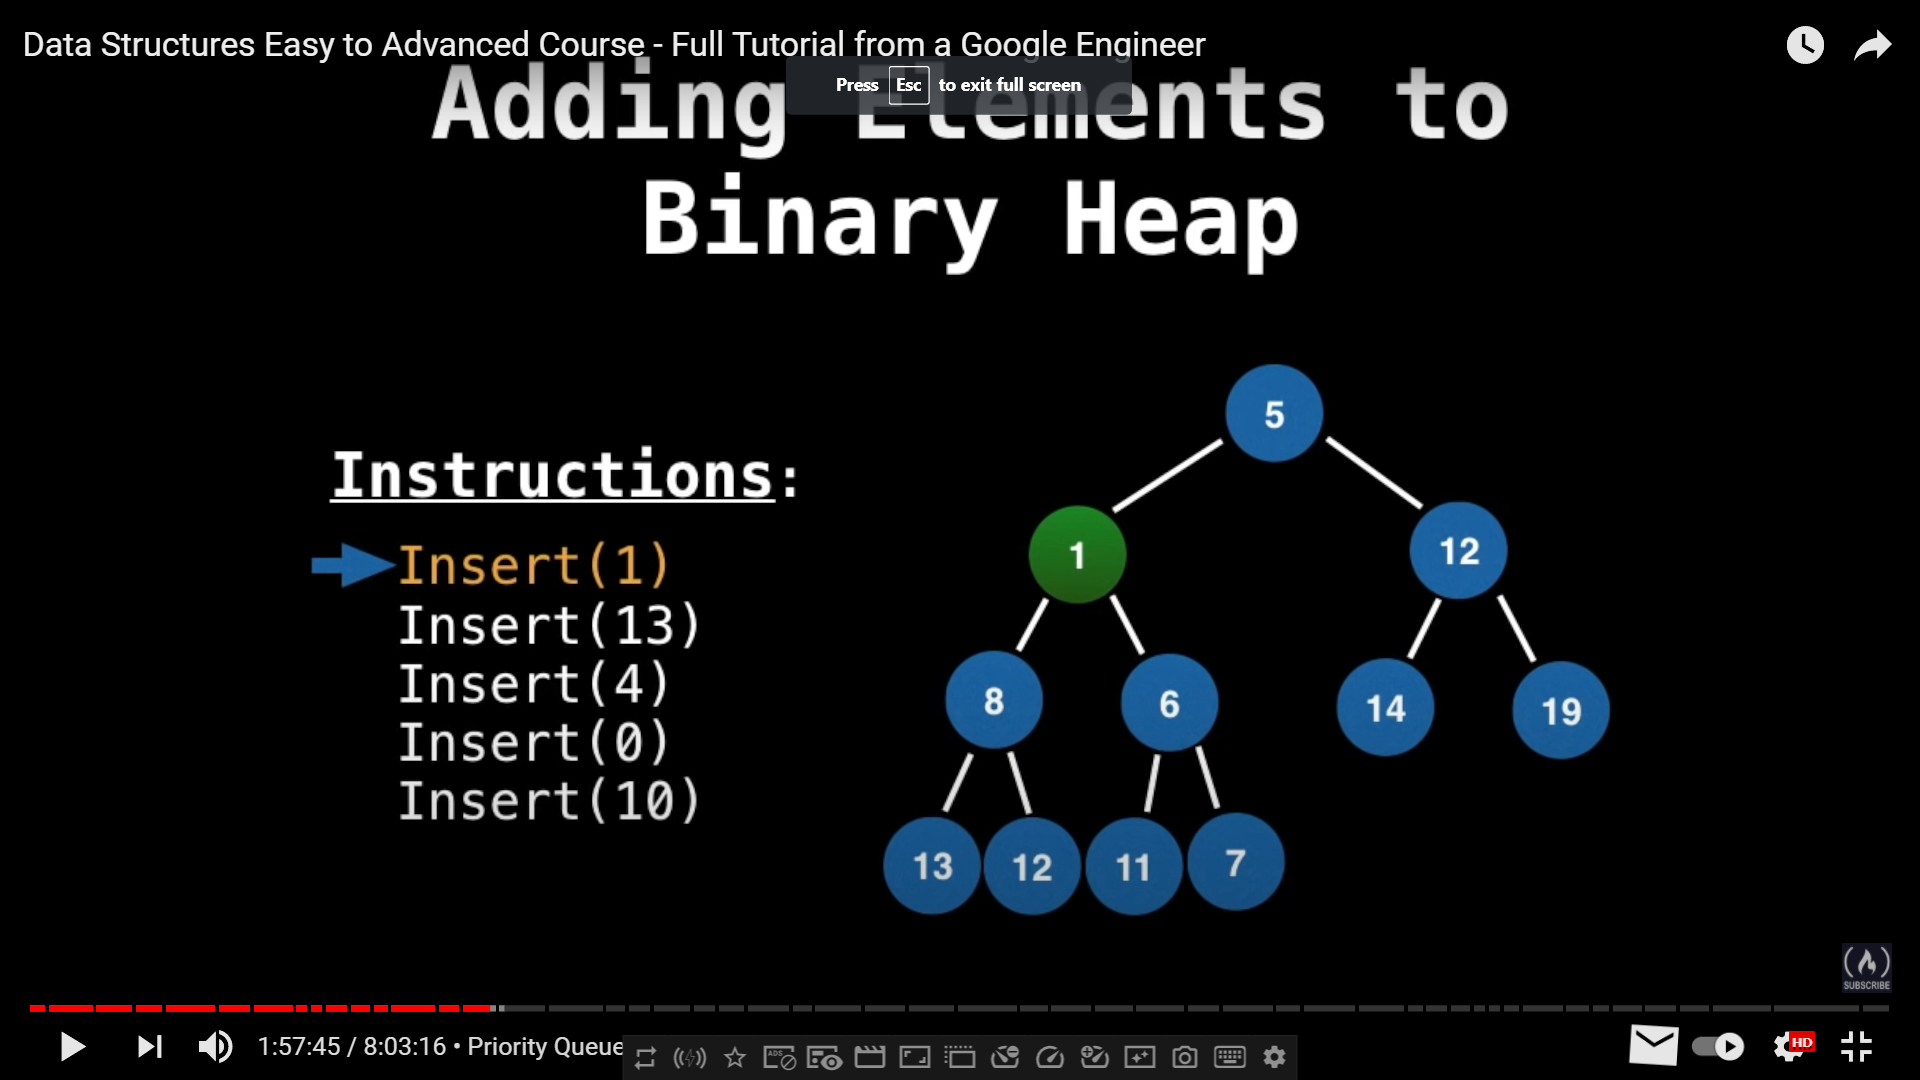 Data Structures Easy to Advanced Course - Full Tutorial from a Google Engineer
Press Esc to exit full screen
Adding Elements to
Binary Heap
Instructions:
Insert(1)
Insert(13)
Insert(4)
Insert(0)
Insert(10)
5
1
12
8
6
14
19
13
12
11
7
SUBSCRIBE
1:57:45 / 8:03:16 • Priority Queue
ADS
HD